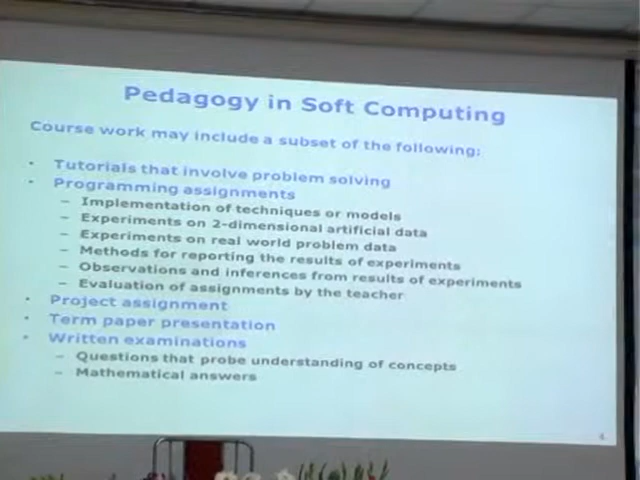 Pedagogy in Soft Computing
Course work may include a subset of the following:
• Tutorials that involve problem solving
• Programming assignments
– Implementation of techniques or models
– Experiments on 2-dimensional artificial data
– Experiments on real world problem data
– Methods for reporting the results of experiments
– Observations and inferences from results of experiments
– Evaluation of assignments by the teacher
• Project assignment
• Term paper presentation
• Written examinations
– Questions that probe understanding of concepts
– Mathematical answers
4